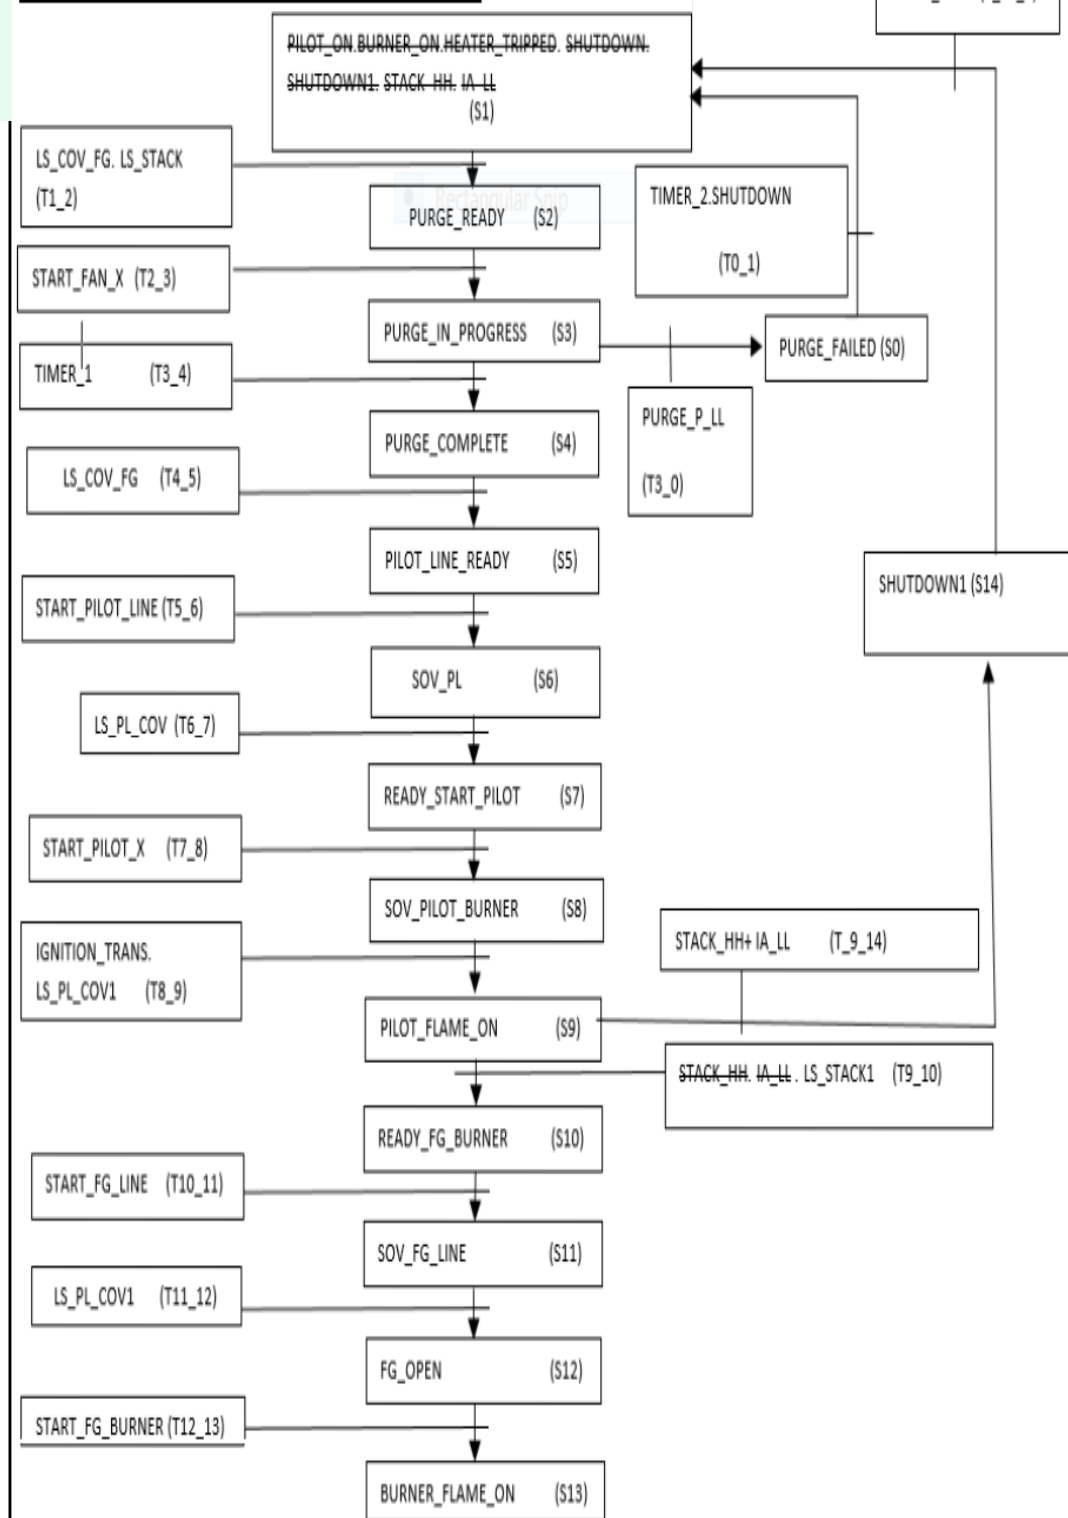 PILOT_ON.BURNER_ON.HEATER_TRIPPED. SHUTDOWN.
SHUTDOWN1. STACK_HH. IA_LL
(S1)
LS_COV_FG. LS_STACK
(T1_2)
Rectangular Snip
PURGE_READY (S2)
TIMER_2.SHUTDOWN
(T0_1)
START_FAN_X (T2_3)
PURGE_IN_PROGRESS (S3)
PURGE_FAILED (S0)
TIMER_1 (T3_4)
PURGE_P_LL
(T3_0)
PURGE_COMPLETE (S4)
LS_COV_FG (T4_5)
PILOT_LINE_READY (S5)
SHUTDOWN1 (S14)
START_PILOT_LINE (T5_6)
SOV_PL (S6)
LS_PL_COV (T6_7)
READY_START_PILOT (S7)
START_PILOT_X (T7_8)
SOV_PILOT_BURNER (S8)
IGNITION_TRANS.
LS_PL_COV1 (T8_9)
STACK_HH+ IA_LL (T_9_14)
PILOT_FLAME_ON (S9)
STACK_HH. IA_LL . LS_STACK1 (T9_10)
READY_FG_BURNER (S10)
START_FG_LINE (T10_11)
SOV_FG_LINE (S11)
LS_PL_COV1 (T11_12)
FG_OPEN (S12)
START_FG_BURNER (T12_13)
BURNER_FLAME_ON (S13)